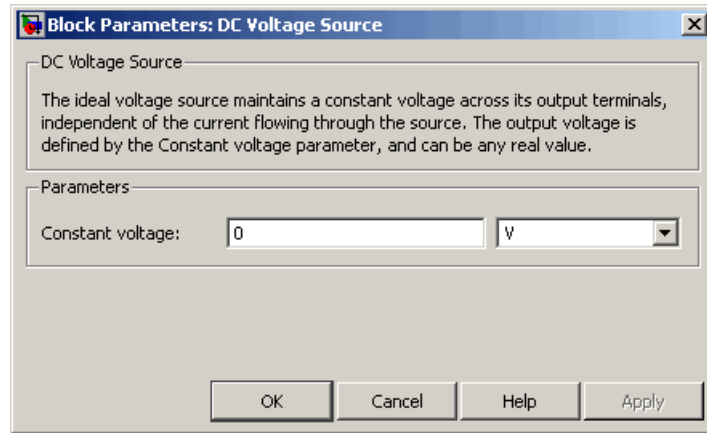 Block Parameters: DC Voltage Source
DC Voltage Source
The ideal voltage source maintains a constant voltage across its output terminals,
independent of the current flowing through the source. The output voltage is
defined by the Constant voltage parameter, and can be any real value.
Parameters
Constant voltage: 0 V
OK Cancel Help Apply